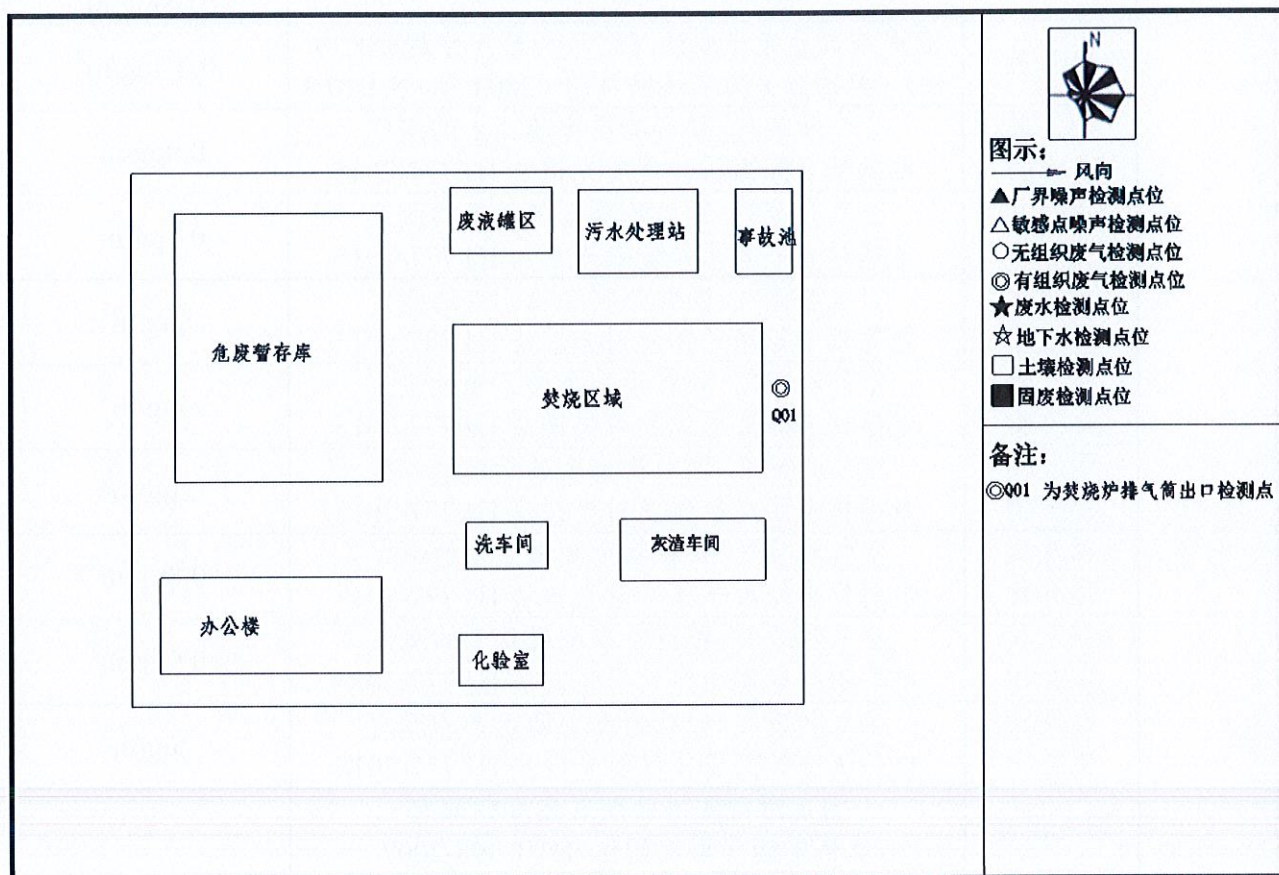 废液罐区
污水处理站
事故池
危废暂存库
焚烧区域
Q01
洗车间
灰渣车间
办公楼
化验室
N
图示：
风向
▲厂界噪声检测点位
△敏感点噪声检测点位
○无组织废气检测点位
◎有组织废气检测点位
★废水检测点位
☆地下水检测点位
□土壤检测点位
■固废检测点位
备注：
◎Q01 为焚烧炉排气筒出口检测点